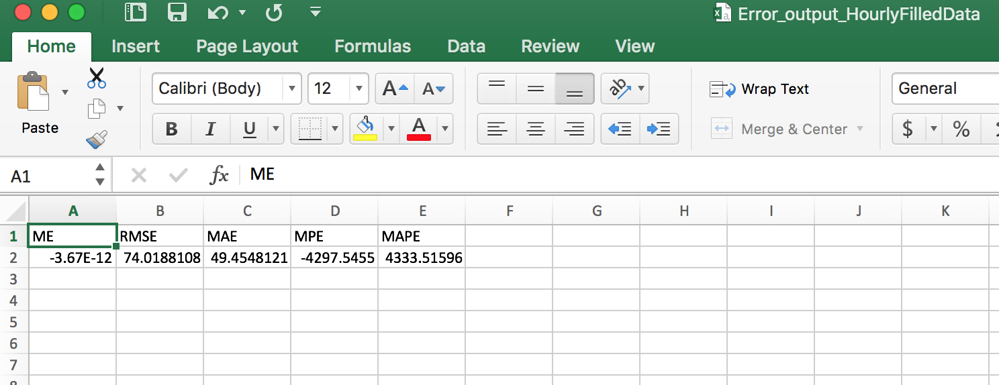 Error_output_HourlyFilledData
Home Insert Page Layout Formulas Data Review View
Paste
Calibri (Body) 12 A A ab Wrap Text General
B I U A Merge & Center $ %
A1 fx ME
A B C D E F G H I J K
1 ME RMSE MAE MPE MAPE
2 -3.67E-12 74.0188108 49.4548121 -4297.5455 4333.51596
3
4
5
6
7